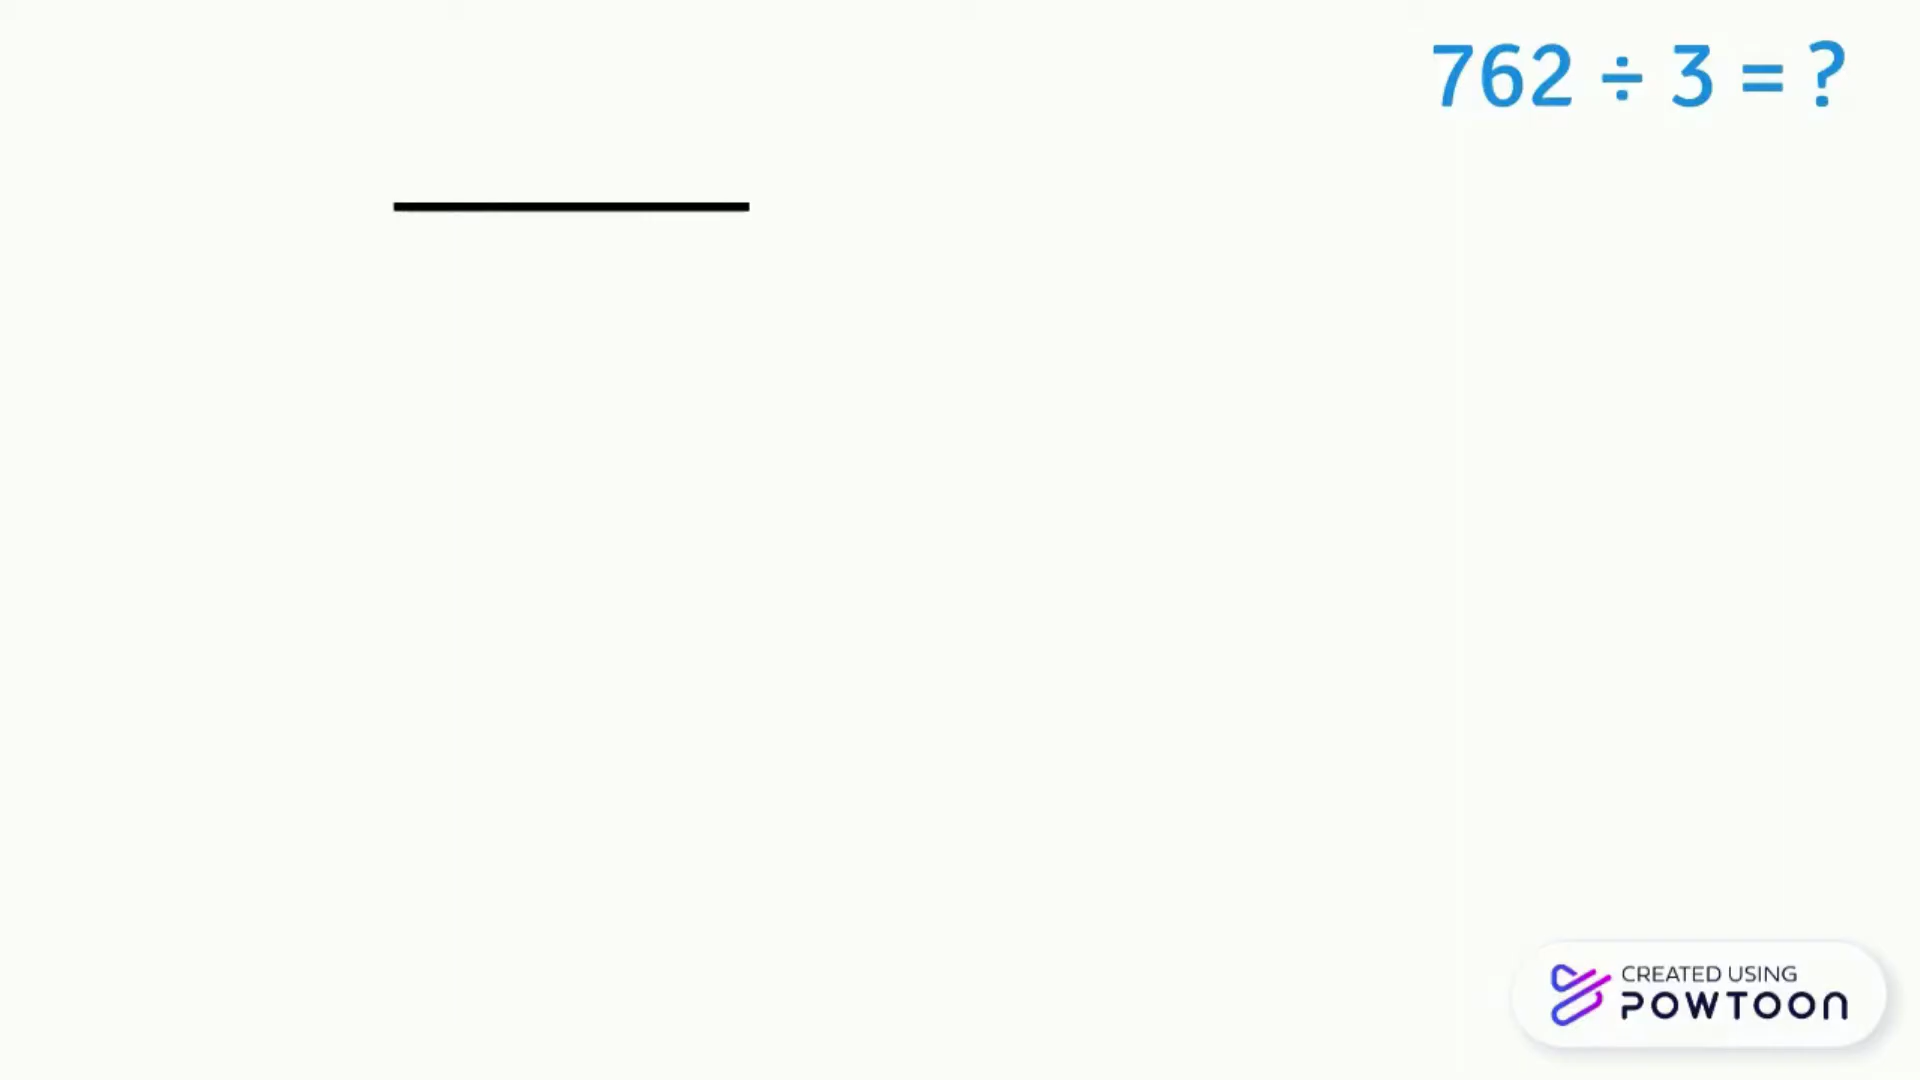 762 ÷ 3 = ?
CREATED USING
POWTOON